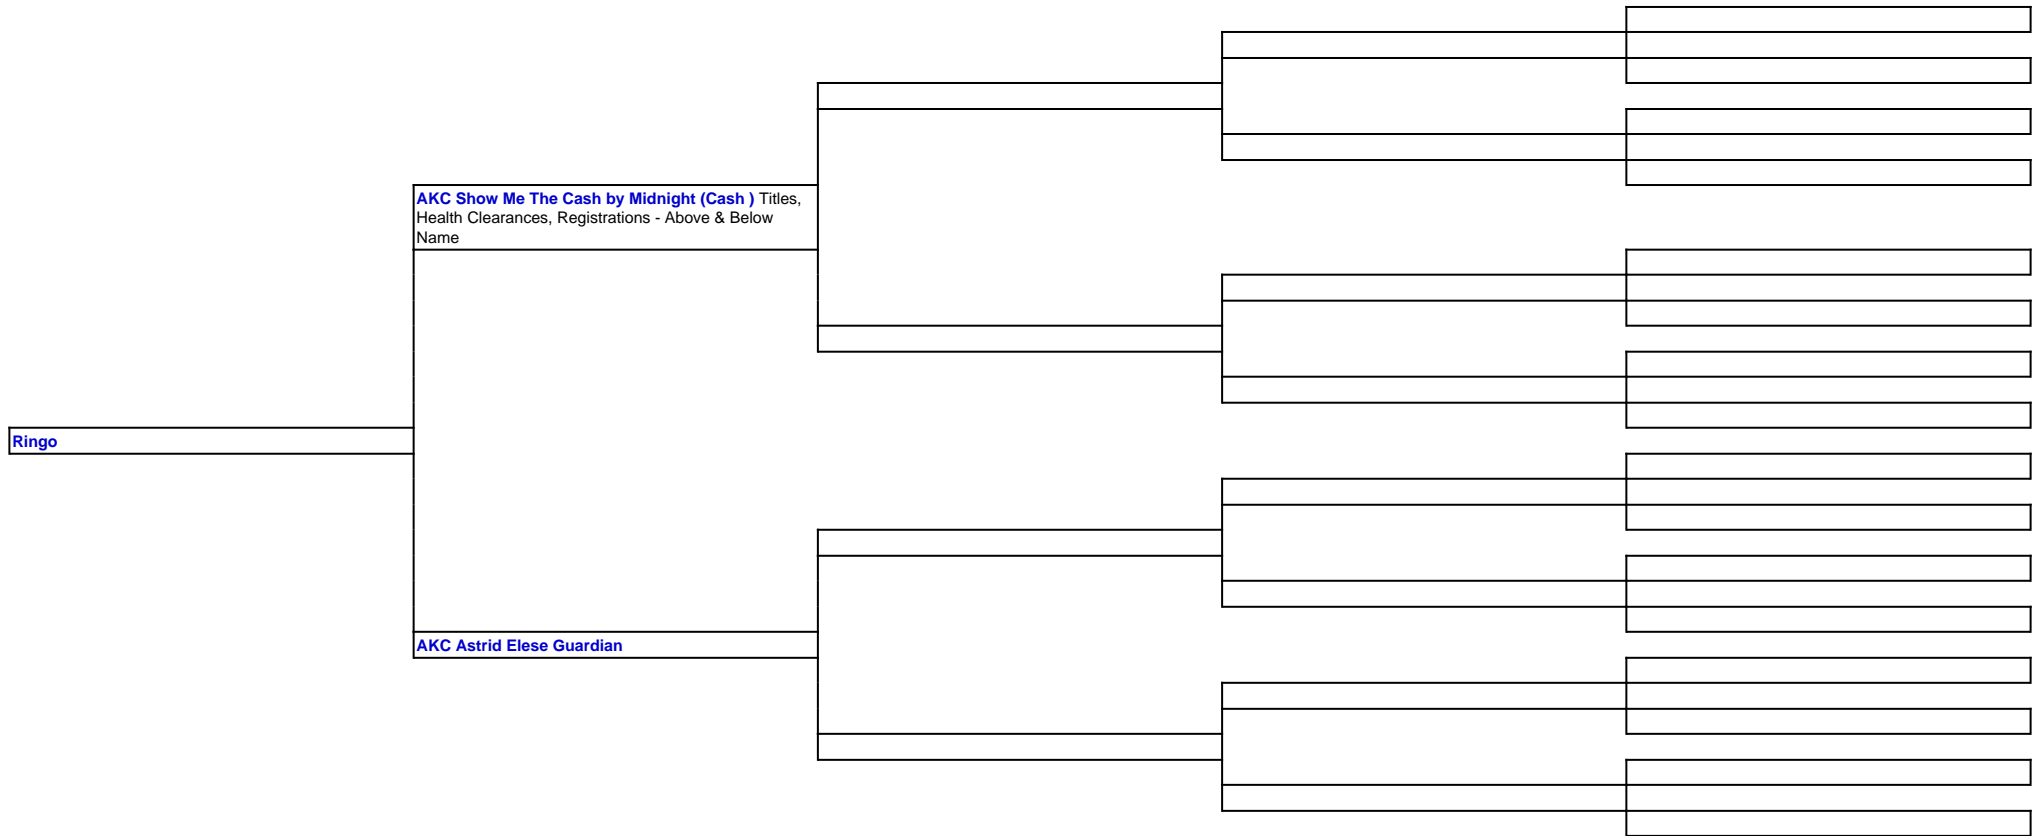 AKC Show Me The Cash by Midnight (Cash ) Titles,
Health Clearances, Registrations - Above & Below
Name
Ringo
AKC Astrid Elese Guardian